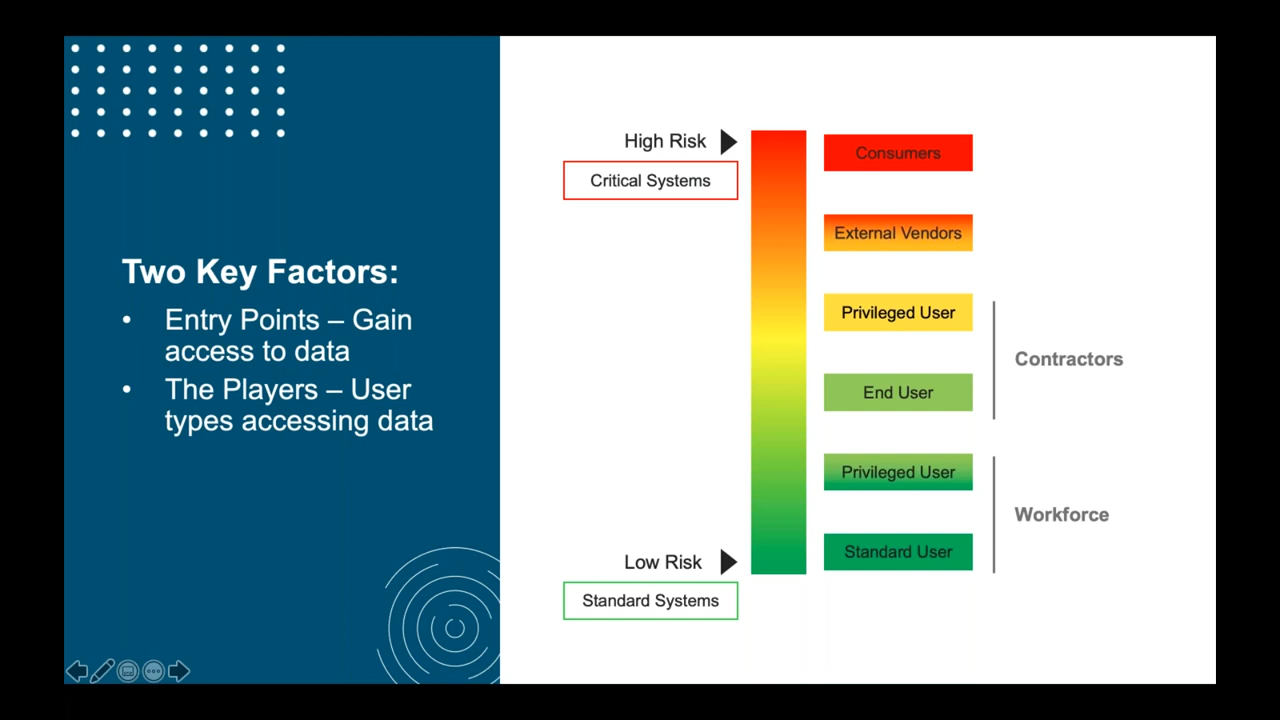 Two Key Factors:
• Entry Points – Gain
access to data
• The Players – User
types accessing data
High Risk
Critical Systems
Low Risk
Standard Systems
Consumers
External Vendors
Privileged User
End User
Contractors
Privileged User
Standard User
Workforce